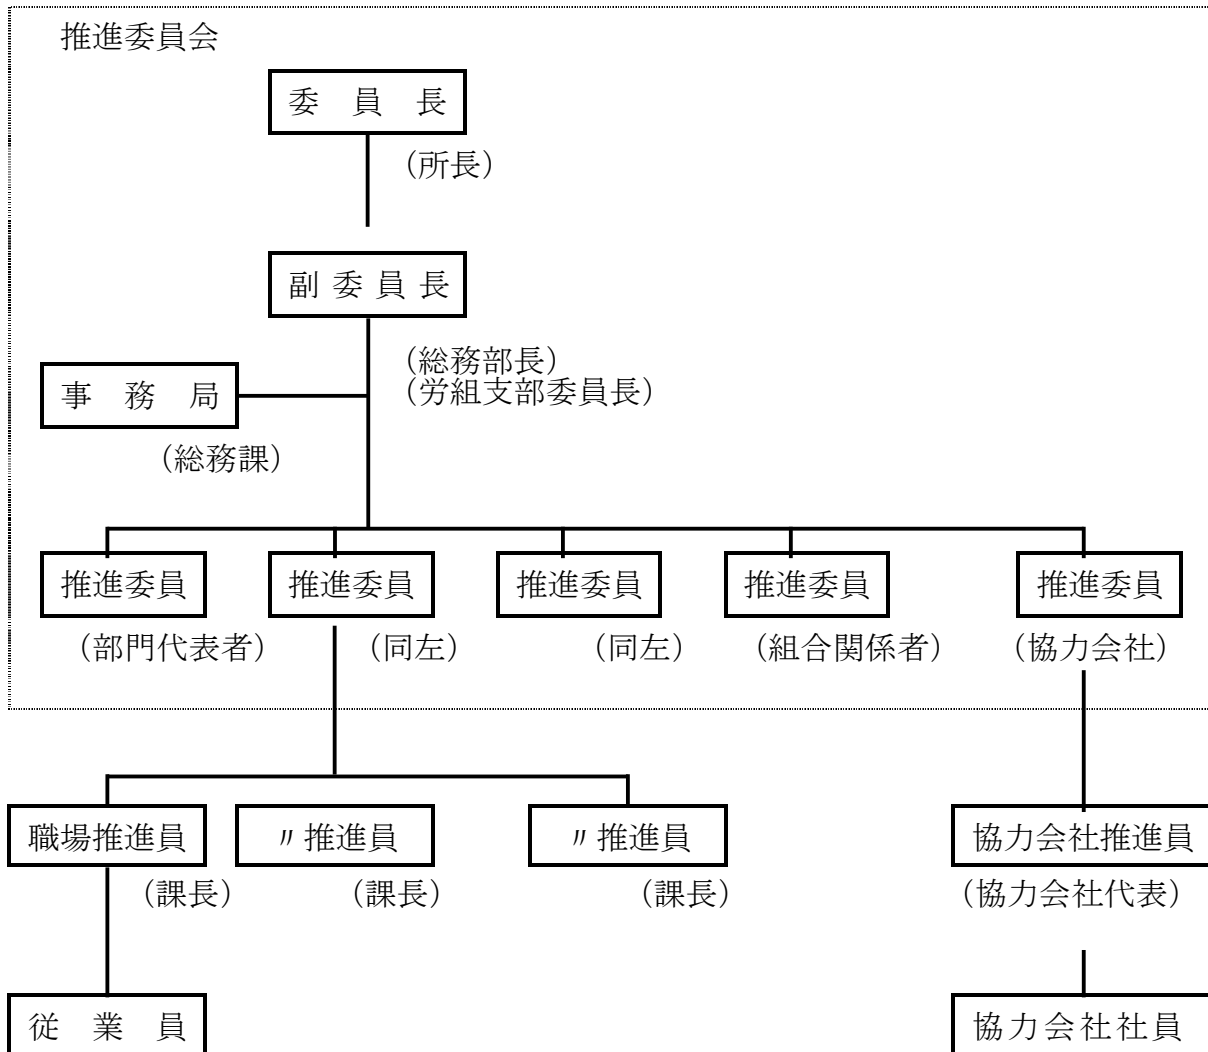 推進委員会
委員長
（所長）
副委員長
（総務部長）
（労組支部委員長）
事務局
（総務課）
推進委員 推進委員 推進委員 推進委員 推進委員
（部門代表者） （同左） （同左） （組合関係者） （協力会社）
職場推進員 〃推進員 〃推進員 協力会社推進員
（課長） （課長） （課長） （協力会社代表）
従業員 協力会社社員